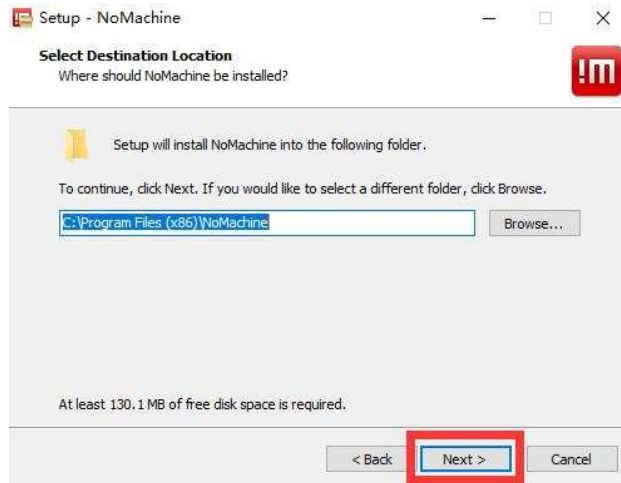 Setup - NoMachine
Select Destination Location
Where should NoMachine be installed?
!m
Setup will install NoMachine into the following folder.
To continue, click Next. If you would like to select a different folder, click Browse.
C:\Program Files (x86)\NoMachine
Browse...
At least 130.1 MB of free disk space is required.
< Back
Next >
Cancel